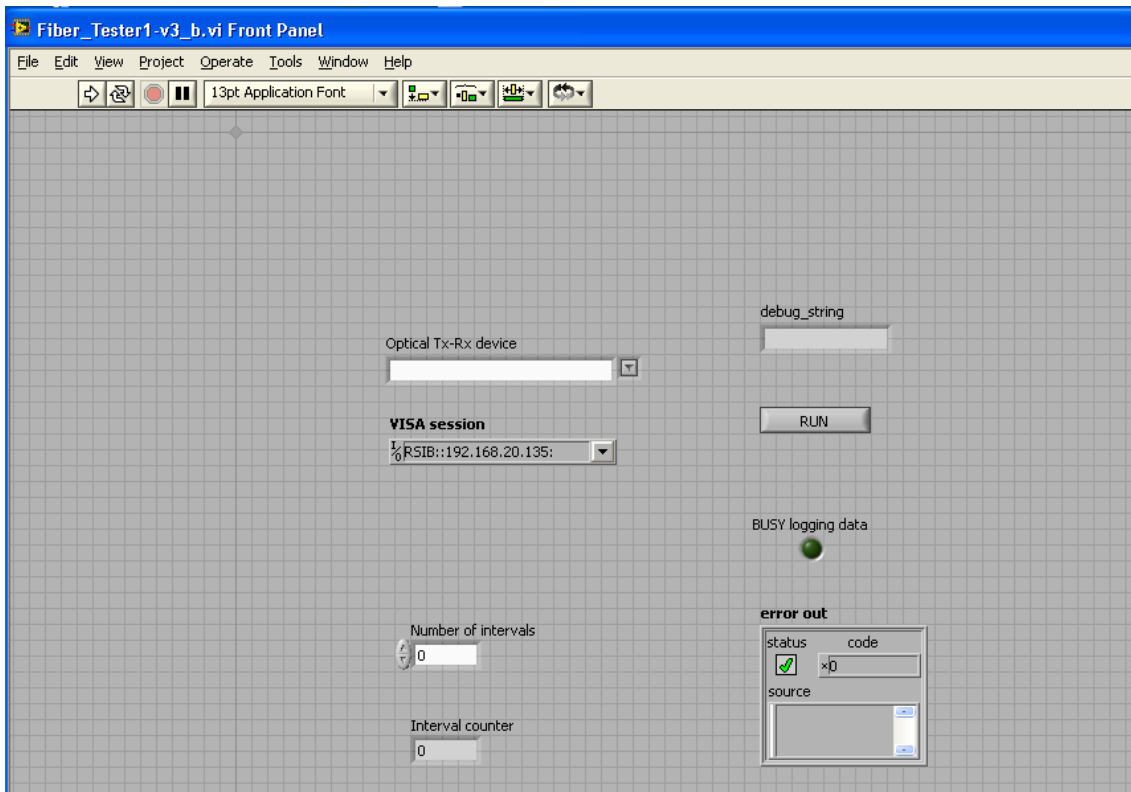 Fiber_Tester1-v3_b.vi Front Panel
File Edit View Project Operate Tools Window Help
13pt Application Font
debug_string
Optical Tx-Rx device
VISA session
I/O RSIB::192.168.20.135:
RUN
BUSY logging data
Number of intervals
0
Interval counter
0
error out
status code
×0
source